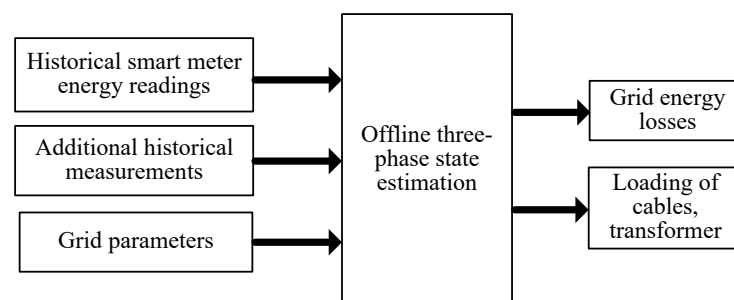 Historical smart meter
energy readings
Additional historical
measurements
Grid parameters
Offline three-
phase state
estimation
Grid energy
losses
Loading of
cables,
transformer